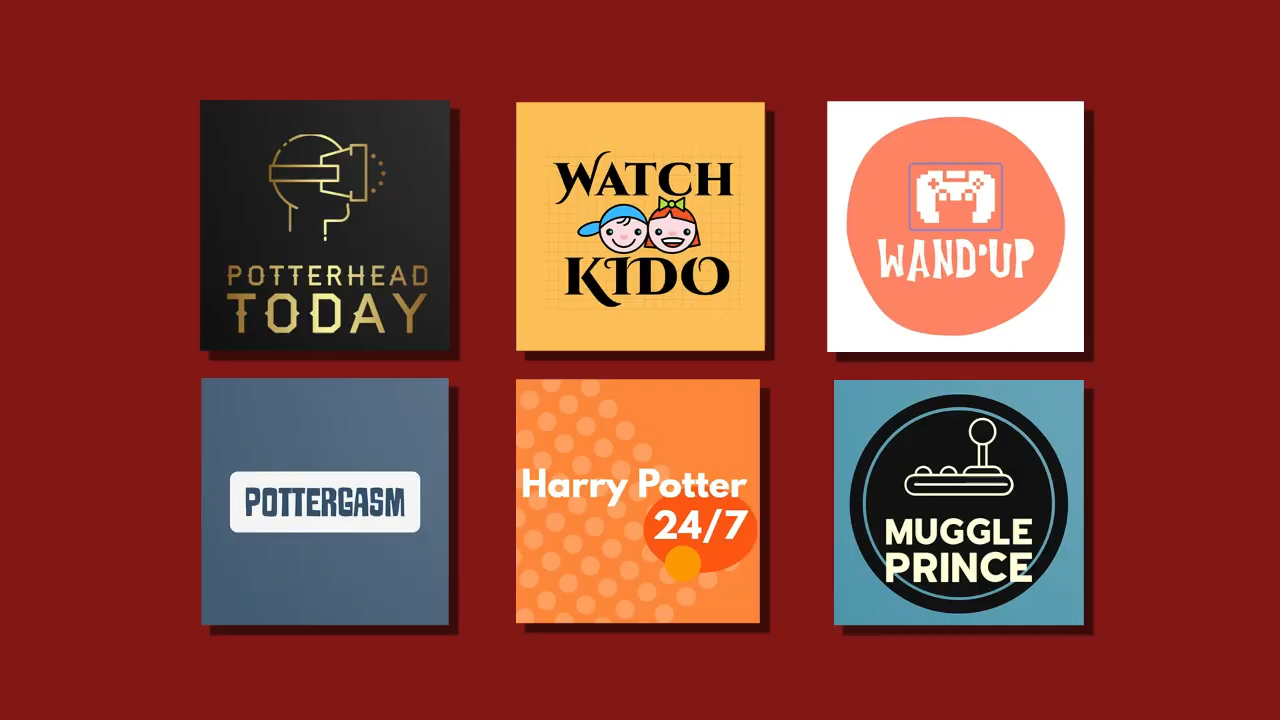 POTTERHEAD
TODAY
WATCH
KIDO
WAND'UP
POTTERGASM
Harry Potter
24/7
MUGGLE
PRINCE